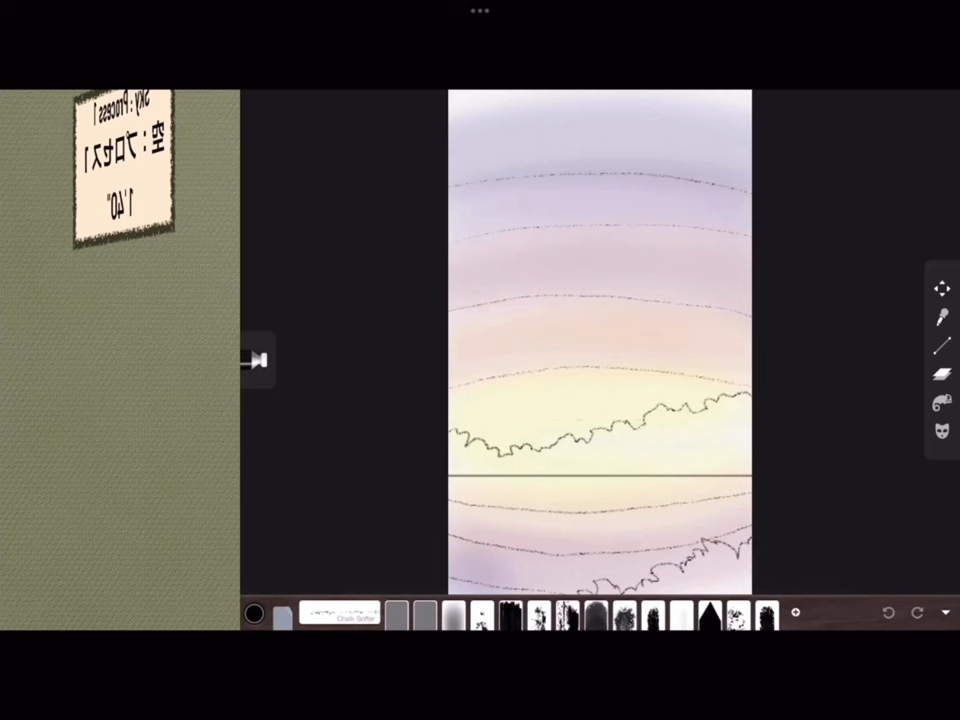 Sky : Process 1
空：プロセス1
1'40"
Chalk Softer